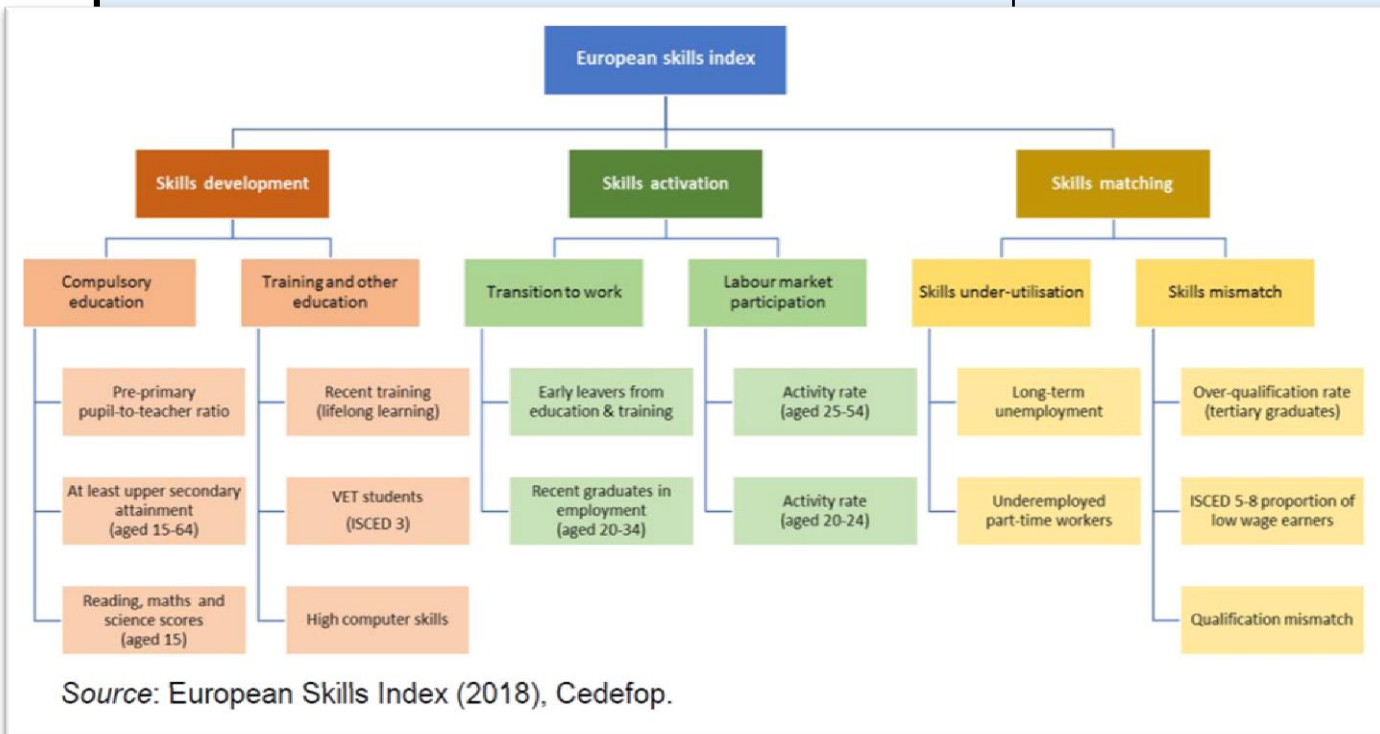 European skills index
Skills development
Skills activation
Skills matching
Compulsory
education
Training and other
education
Transition to work
Labour market
participation
Skills under-utilisation
Skills mismatch
Pre-primary
pupil-to-teacher ratio
Recent training
(lifelong learning)
Early leavers from
education & training
Activity rate
(aged 25-54)
Long-term
unemployment
Over-qualification rate
(tertiary graduates)
At least upper secondary
attainment
(aged 15-64)
VET students
(ISCED 3)
Recent graduates in
employment
(aged 20-34)
Activity rate
(aged 20-24)
Underemployed
part-time workers
ISCED 5-8 proportion of
low wage earners
Reading, maths and
science scores
(aged 15)
High computer skills
Qualification mismatch
Source: European Skills Index (2018), Cedefop.